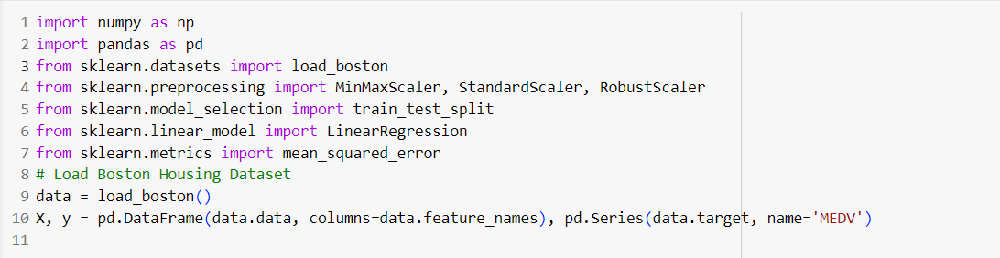 1 import numpy as np
2 import pandas as pd
3 from sklearn.datasets import load_boston
4 from sklearn.preprocessing import MinMaxScaler, StandardScaler, RobustScaler
5 from sklearn.model_selection import train_test_split
6 from sklearn.linear_model import LinearRegression
7 from sklearn.metrics import mean_squared_error
8 # Load Boston Housing Dataset
9 data = load_boston()
10 X, y = pd.DataFrame(data.data, columns=data.feature_names), pd.Series(data.target, name='MEDV')
11